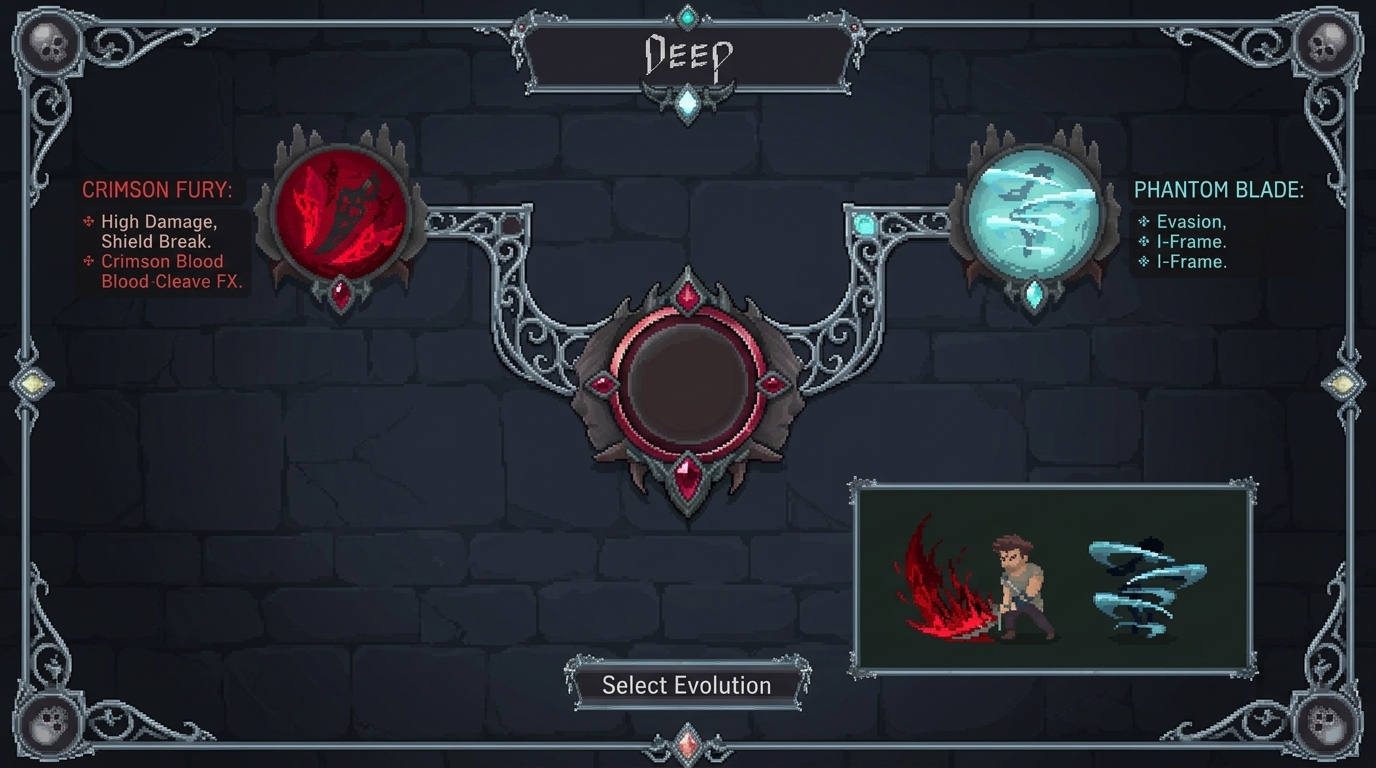 DEEP
CRIMSON FURY:
High Damage,
Shield Break.
Crimson Blood
Blood-Cleave FX.
PHANTOM BLADE:
Evasion,
I-Frame.
I-Frame.
Select Evolution